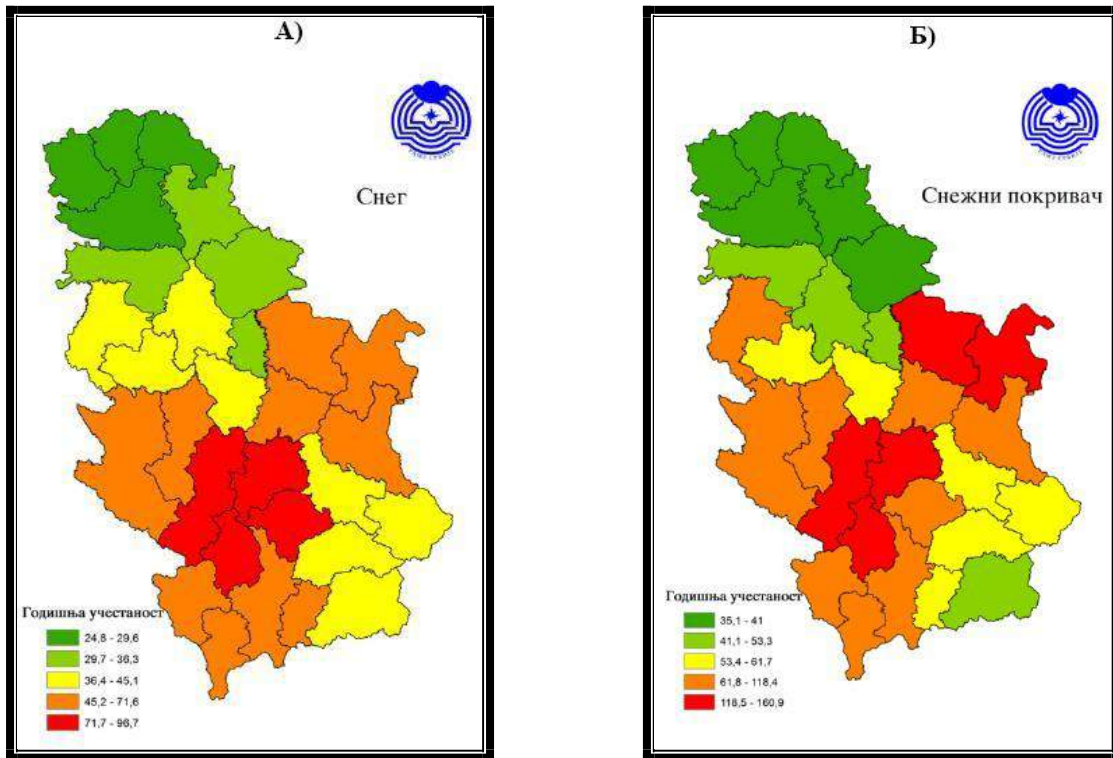 А)
Снег
Годишња учестаност
24,8 - 29,6
29,7 - 36,3
36,4 - 45,1
45,2 - 71,6
71,7 - 96,7
Б)
Снежни покривач
Годишња учестаност
35,1 - 41
41,1 - 53,3
53,4 - 61,7
61,8 - 118,4
118,5 - 160,9